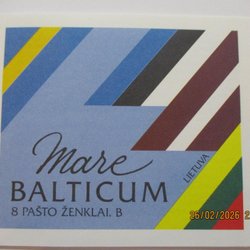 Mare
BALTICUM
8 PAŠTO ŽENKLAI. B
LIETUVA
26/02/2026